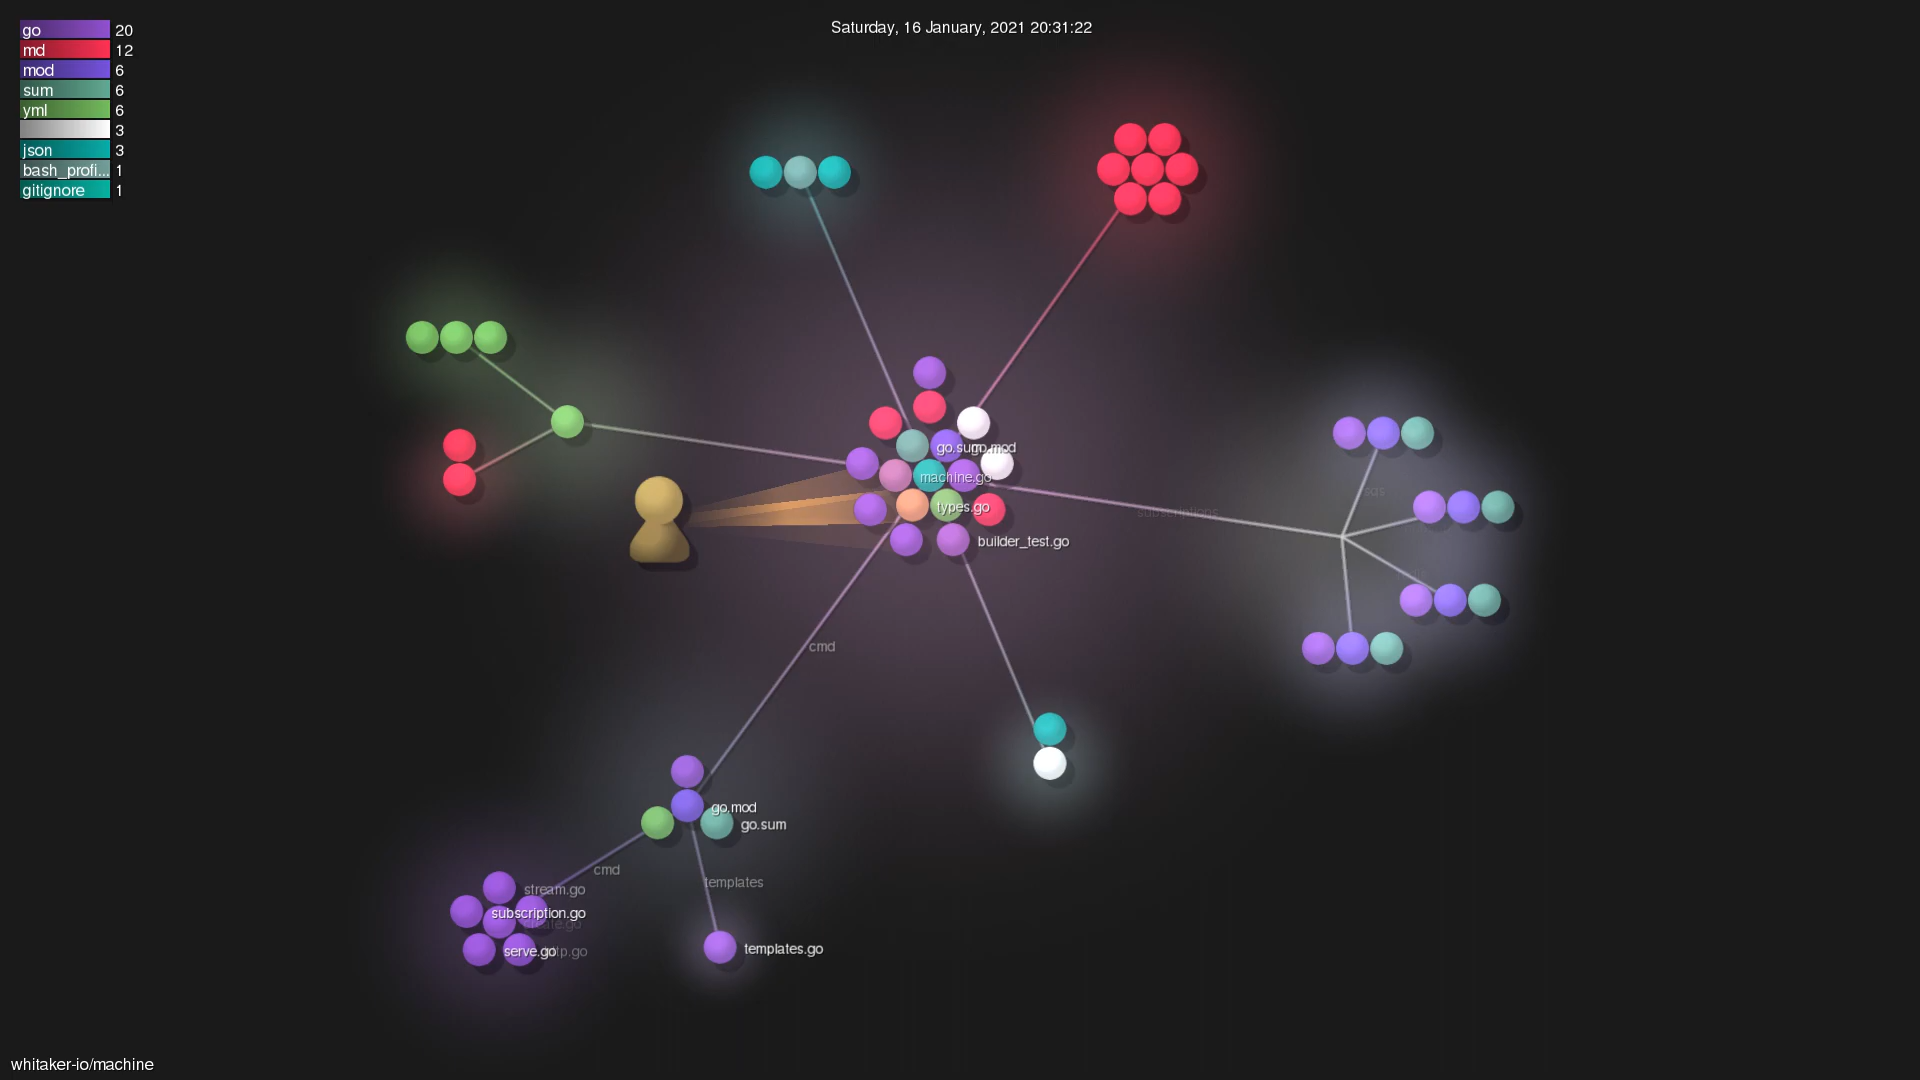 Saturday, 16 January, 2021 20:31:22
go 20
md 12
mod 6
sum 6
yml 6
3
json 3
bash_profi... 1
gitignore 1
go.sum
go.mod
machine.go
types.go
subscriptions
sqs
builder_test.go
cmd
go.mod
go.sum
cmd
templates
stream.go
subscription.go
serve.go
templates.go
whitaker-io/machine